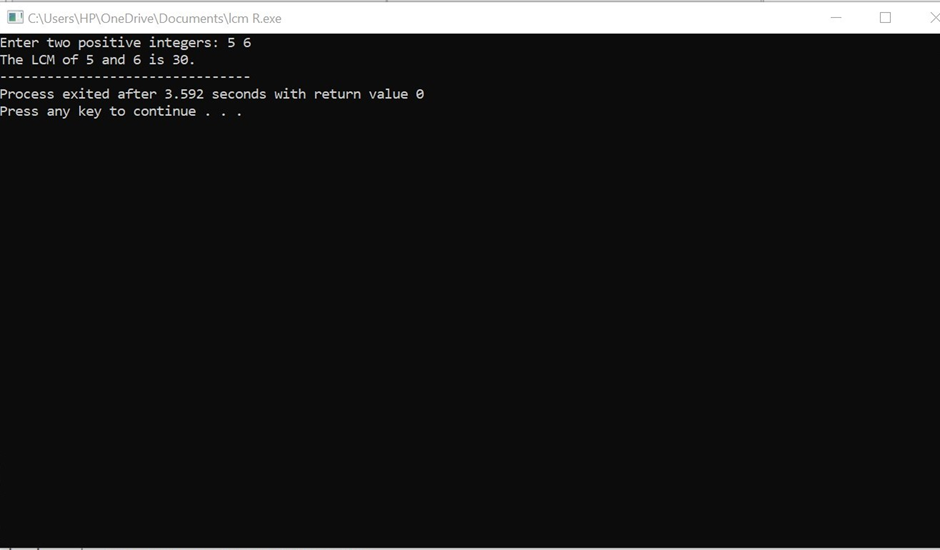 C:\Users\HP\OneDrive\Documents\lcm R.exe
Enter two positive integers: 5 6
The LCM of 5 and 6 is 30.
--------------------------------
Process exited after 3.592 seconds with return value 0
Press any key to continue . . .